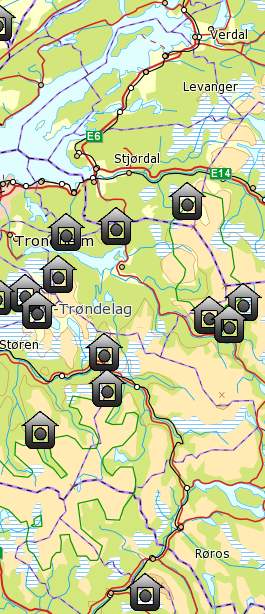 Verdal
Levanger
E6
Stjørdal
E14
Trondheim
Trøndelag
Støren
Røros